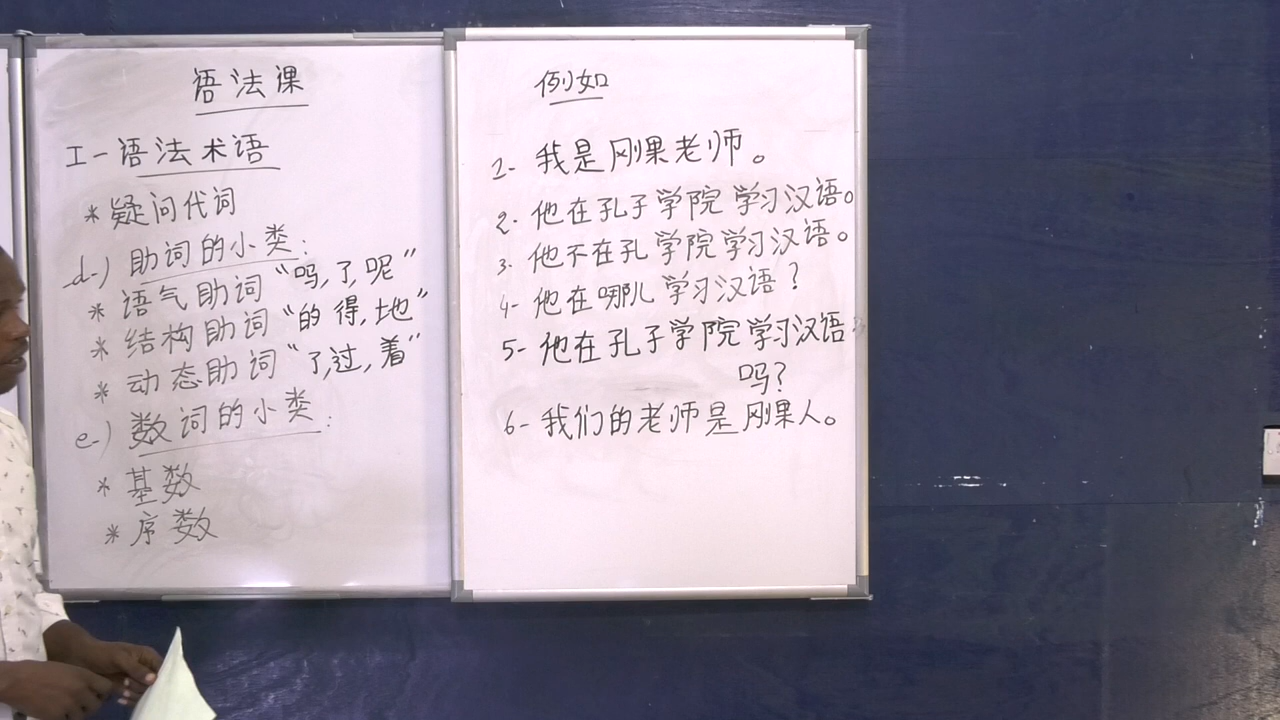 语法课
I-语法术语
* 疑问代词
d-) 助词的小类:
* 语气助词 “吗,了,呢”
* 结构助词 “的 得,地”
* 动态助词 “了,过,着”
e-) 数词的小类:
* 基数
* 序数
例如
1- 我是刚果老师。
2- 他在孔子学院学习汉语。
3- 他不在孔学院学习汉语。
4- 他在哪儿学习汉语?
5- 他在孔子学院学习汉语
吗?
6- 我们的老师是刚果人。